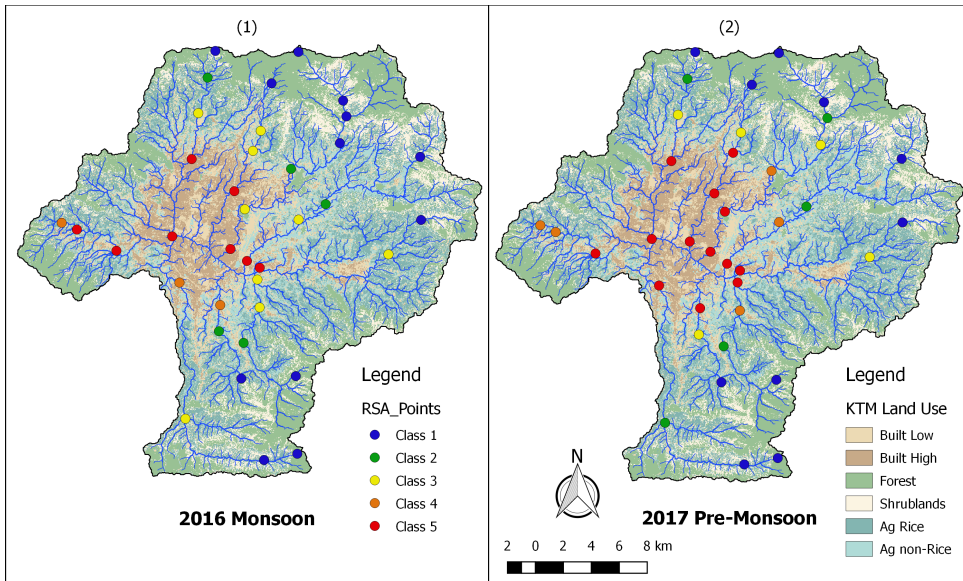 (1)
Legend
RSA_Points
Class 1
Class 2
Class 3
Class 4
Class 5
2016 Monsoon
(2)
Legend
KTM Land Use
Built Low
Built High
Forest
Shrublands
Ag Rice
Ag non-Rice
N
2017 Pre-Monsoon
2 0 2 4 6 8 km